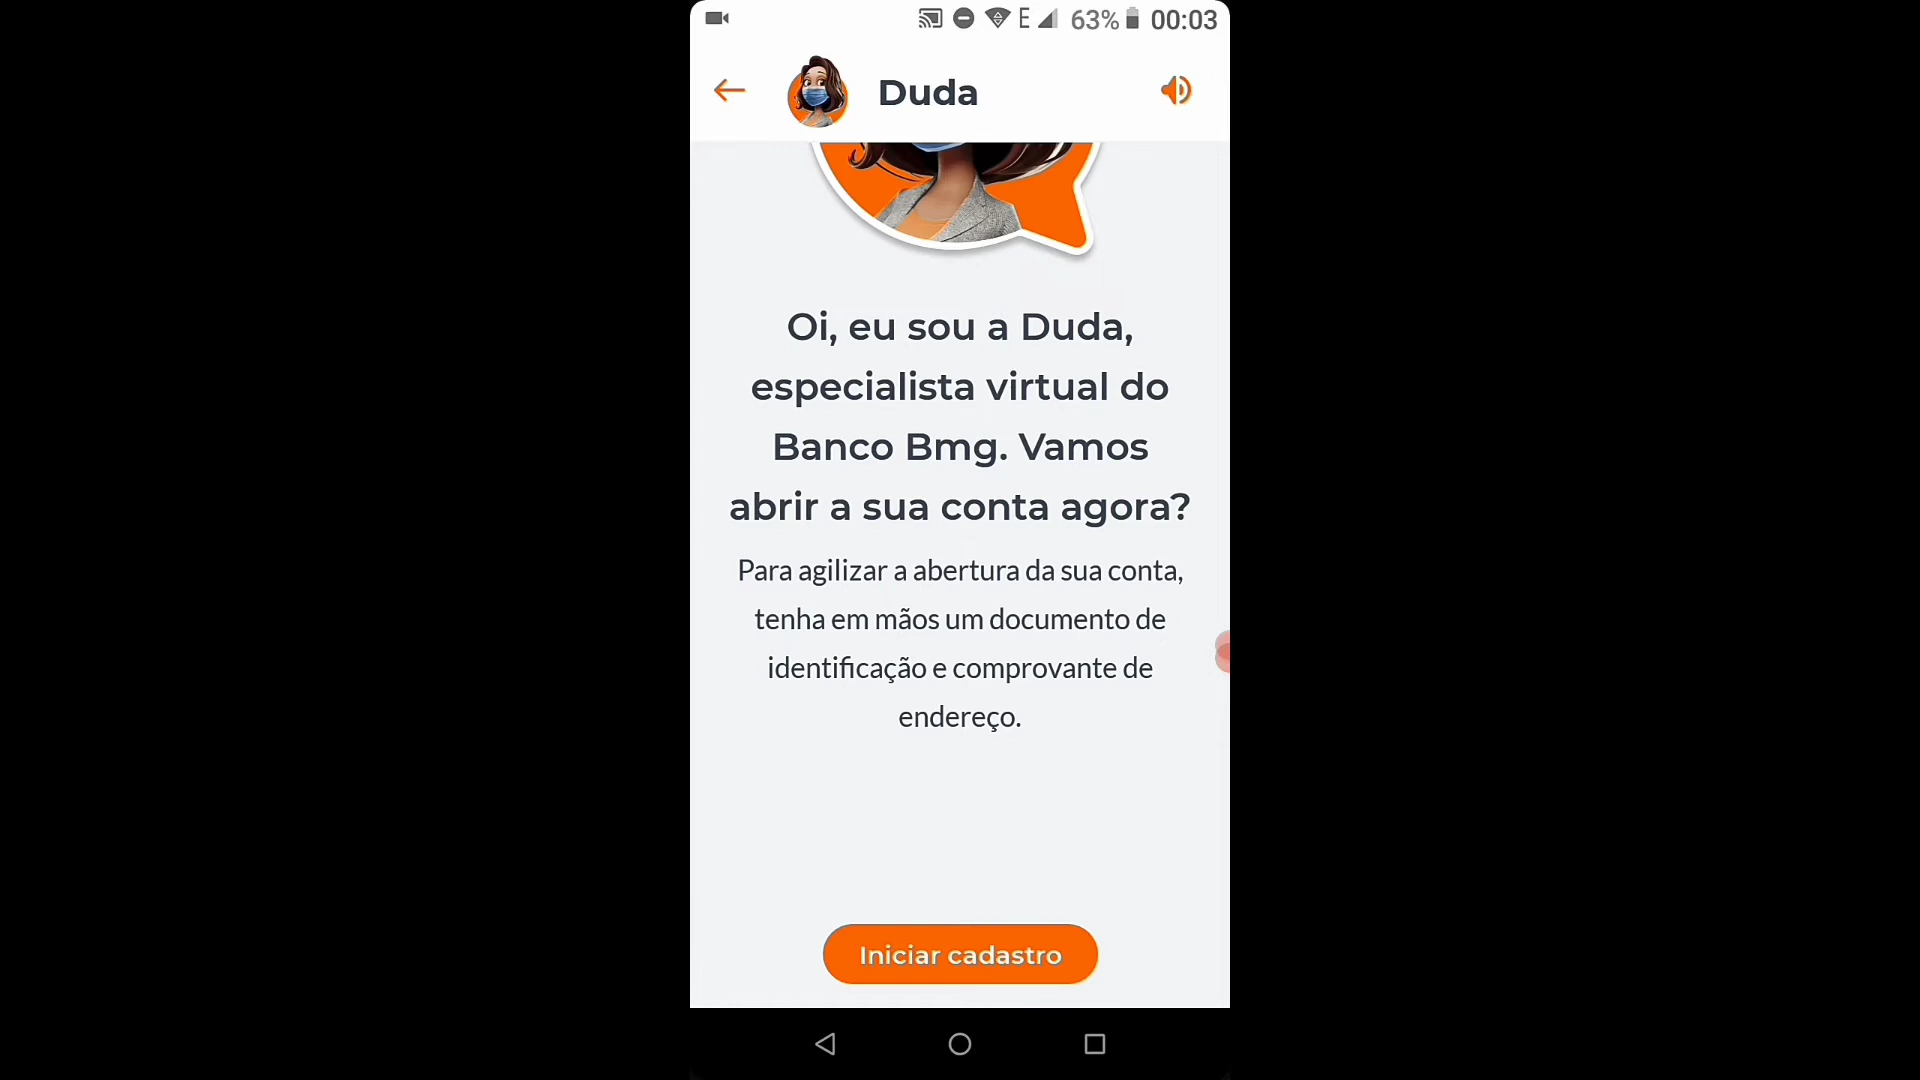 E 63% 00:03
Duda
Oi, eu sou a Duda,
especialista virtual do
Banco Bmg. Vamos
abrir a sua conta agora?
Para agilizar a abertura da sua conta,
tenha em mãos um documento de
identificação e comprovante de
endereço.
Iniciar cadastro